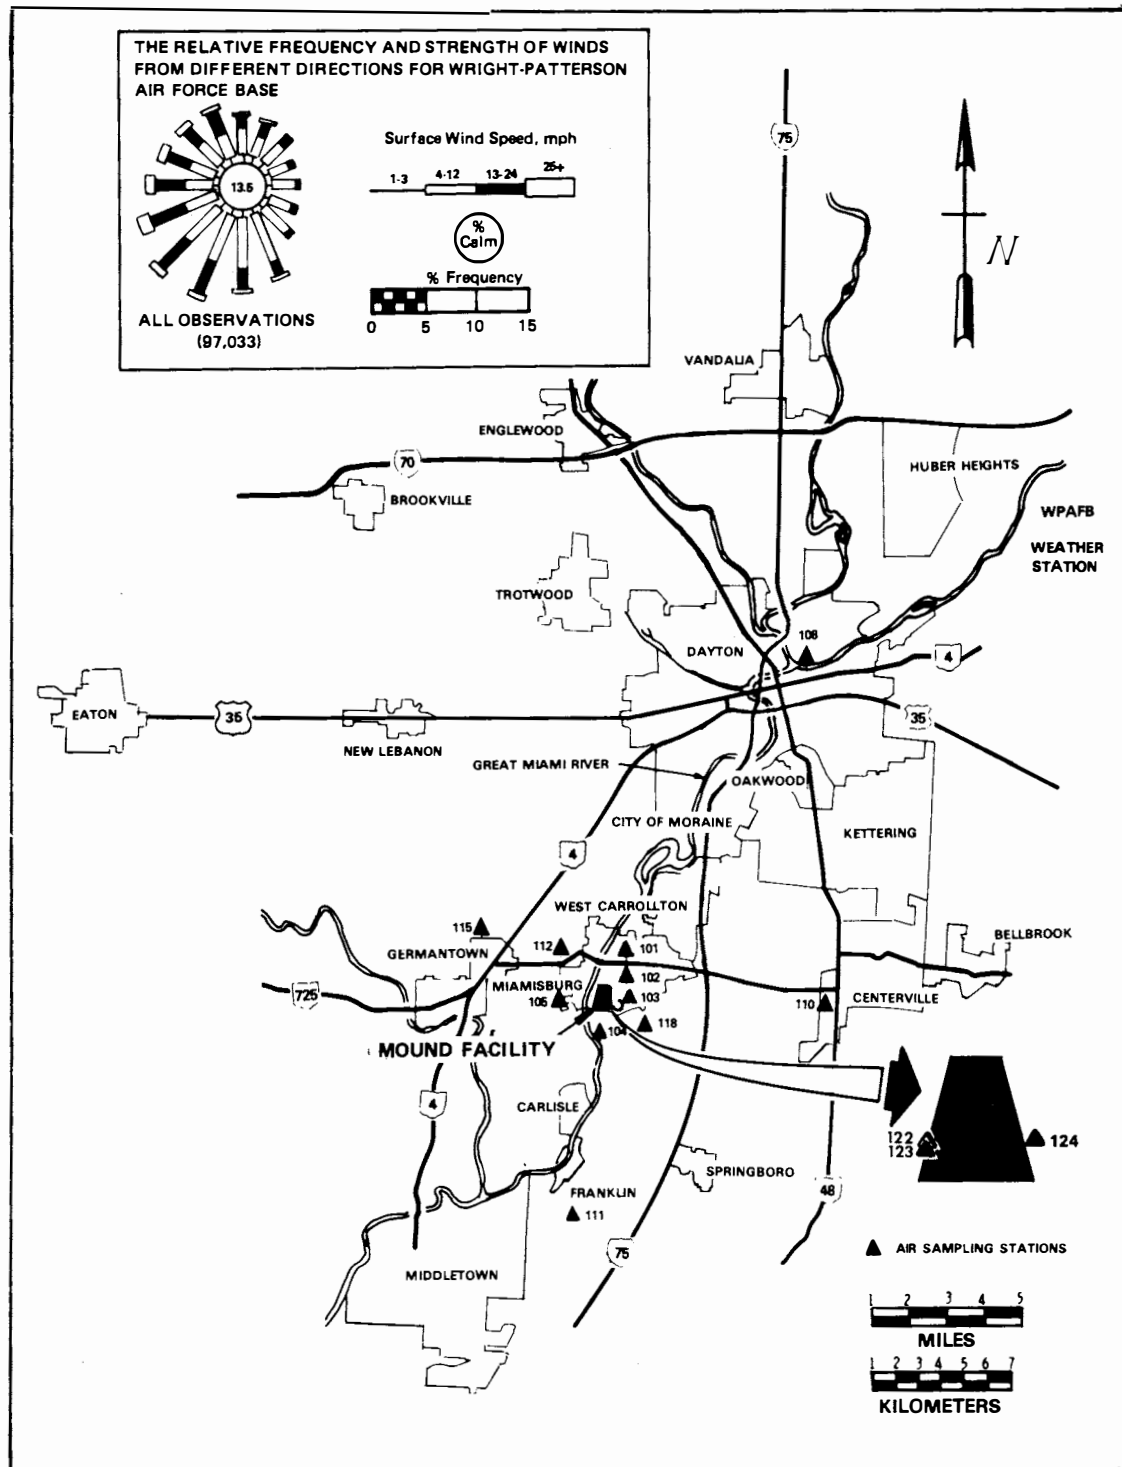 THE RELATIVE FREQUENCY AND STRENGTH OF WINDS
FROM DIFFERENT DIRECTIONS FOR WRIGHT-PATTERSON
AIR FORCE BASE
13.5
Surface Wind Speed, mph
1-3 4-12 13-24 25+
%
Calm
% Frequency
0 5 10 15
ALL OBSERVATIONS
(97,033)
75
N
VANDALIA
ENGLEWOOD
70
BROOKVILLE
HUBER HEIGHTS
WPAFB
WEATHER
STATION
TROTWOOD
108
DAYTON
4
EATON
35
35
NEW LEBANON
GREAT MIAMI RIVER
OAKWOOD
CITY OF MORAINE
KETTERING
4
WEST CARROLLTON
115
112
101
BELLBROOK
GERMANTOWN
102
MIAMISBURG
725
105
103
110
CENTERVILLE
104
118
MOUND FACILITY
4
CARLISLE
122
123
124
SPRINGBORO
48
FRANKLIN
111
75
AIR SAMPLING STATIONS
MIDDLETOWN
1 2 3 4 5
MILES
1 2 3 4 5 6 7
KILOMETERS